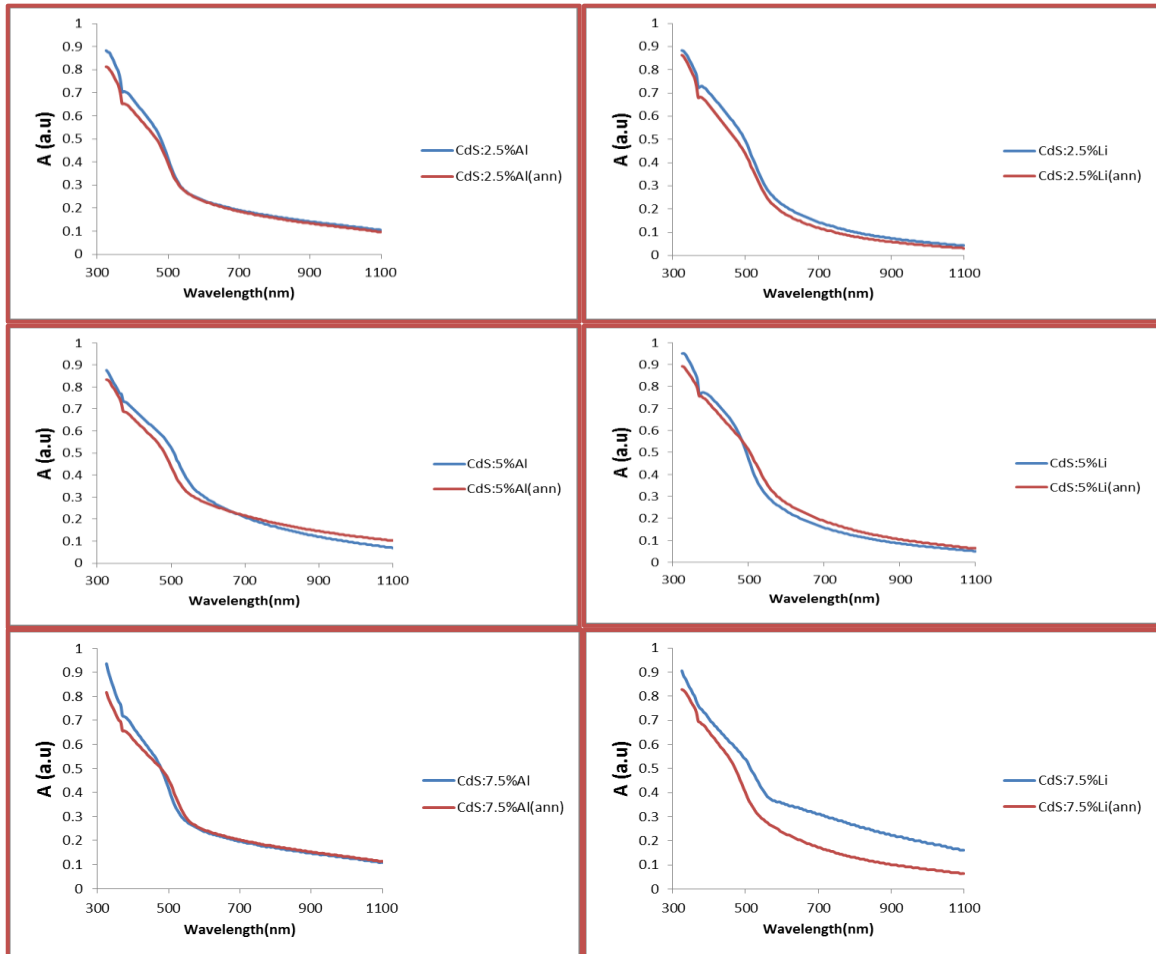 1
0.9
0.8
0.7
0.6
0.5
0.4
0.3
0.2
0.1
0
A (a.u)
300 500 700 900 1100
Wavelength(nm)
CdS:2.5%Al
CdS:2.5%Al(ann)
1
0.9
0.8
0.7
0.6
0.5
0.4
0.3
0.2
0.1
0
A (a.u)
300 500 700 900 1100
Wavelength(nm)
CdS:2.5%Li
CdS:2.5%Li(ann)
1
0.9
0.8
0.7
0.6
0.5
0.4
0.3
0.2
0.1
0
A (a.u)
300 500 700 900 1100
Wavelength(nm)
CdS:5%Al
CdS:5%Al(ann)
1
0.9
0.8
0.7
0.6
0.5
0.4
0.3
0.2
0.1
0
A (a.u)
300 500 700 900 1100
Wavelength(nm)
CdS:5%Li
CdS:5%Li(ann)
1
0.9
0.8
0.7
0.6
0.5
0.4
0.3
0.2
0.1
0
A (a.u)
300 500 700 900 1100
Wavelength(nm)
CdS:7.5%Al
CdS:7.5%Al(ann)
1
0.9
0.8
0.7
0.6
0.5
0.4
0.3
0.2
0.1
0
A (a.u)
300 500 700 900 1100
Wavelength(nm)
CdS:7.5%Li
CdS:7.5%Li(ann)